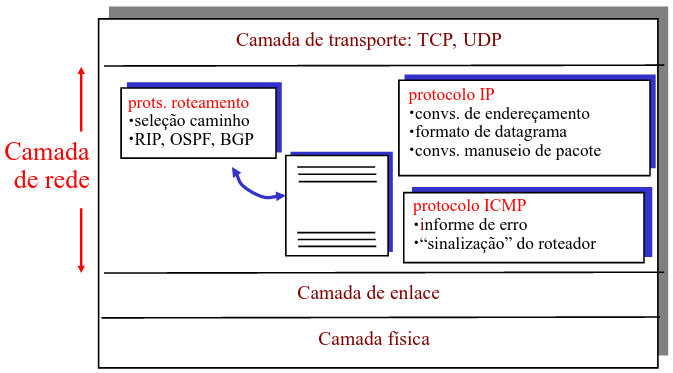 Camada de transporte: TCP, UDP
Camada
de rede
prots. roteamento
•seleção caminho
•RIP, OSPF, BGP
protocolo IP
•convs. de endereçamento
•formato de datagrama
•convs. manuseio de pacote
protocolo ICMP
•informe de erro
•“sinalização” do roteador
Camada de enlace
Camada física